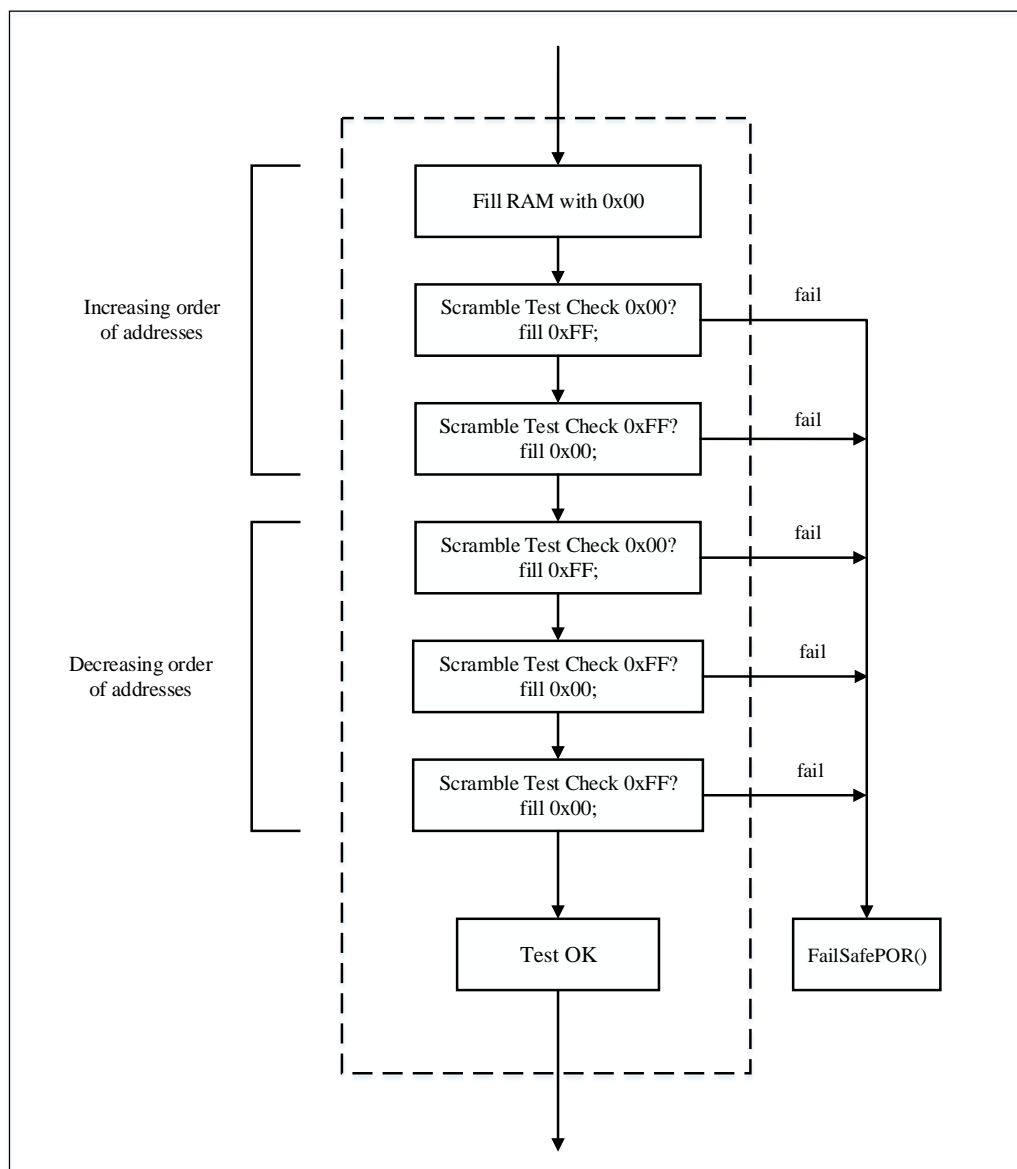 Fill RAM with 0x00
Scramble Test Check 0x00?
fill 0xFF;
fail
Increasing order
of addresses
Scramble Test Check 0xFF?
fill 0x00;
fail
Scramble Test Check 0x00?
fill 0xFF;
fail
Decreasing order
of addresses
Scramble Test Check 0xFF?
fill 0x00;
fail
Scramble Test Check 0xFF?
fill 0x00;
fail
Test OK
FailSafePOR()